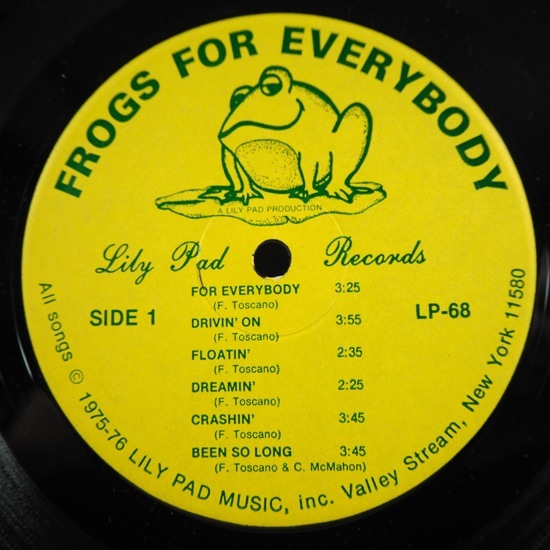 FROGS FOR EVERYBODY
A LILY PAD PRODUCTION
Lily Pad Records
SIDE 1
LP-68
FOR EVERYBODY 3:25
(F. Toscano)
DRIVIN' ON 3:55
(F. Toscano)
FLOATIN' 2:35
(F. Toscano)
DREAMIN' 2:25
(F. Toscano)
CRASHIN' 3:45
(F. Toscano)
BEEN SO LONG 3:45
(F. Toscano & C. McMahon)
All songs © 1975-76 LILY PAD MUSIC, inc. Valley Stream, New York 11580